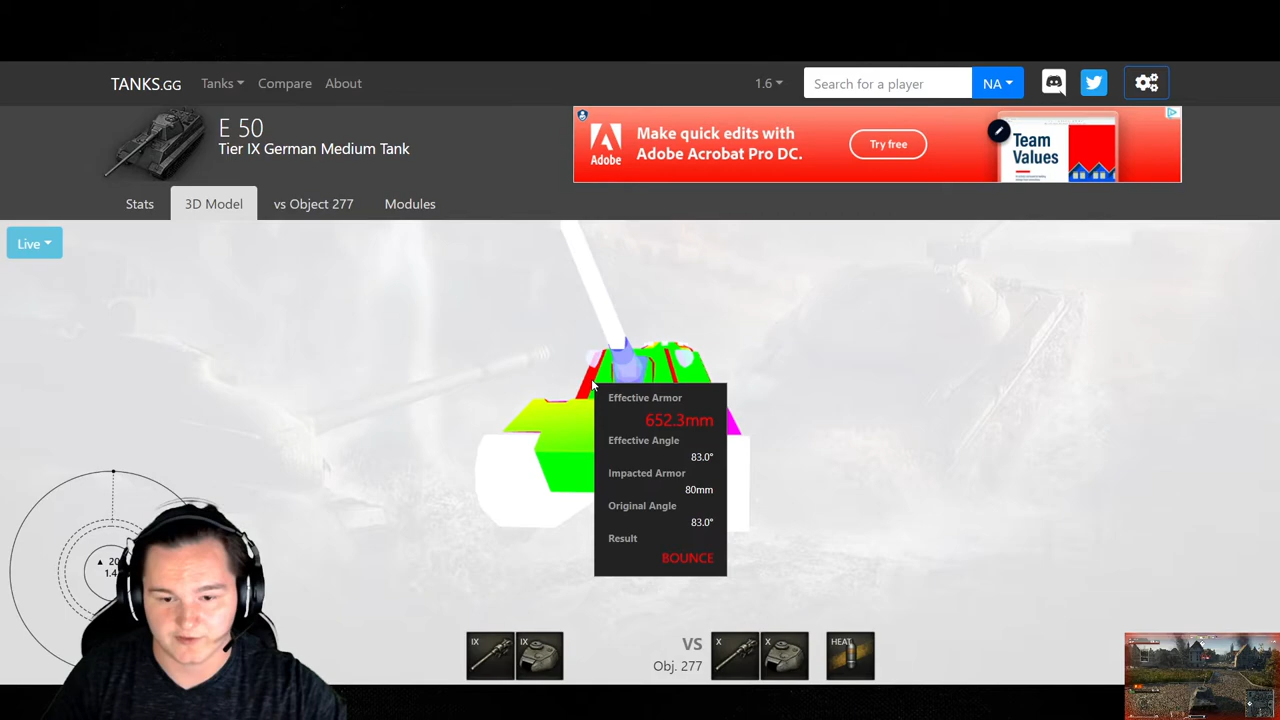 TANKS.GG Tanks Compare About 1.6 Search for a player NA
E 50
Tier IX German Medium Tank
Adobe
Make quick edits with
Adobe Acrobat Pro DC.
Try free
Team
Values
Stats 3D Model vs Object 277 Modules
Live
Effective Armor
652.3mm
Effective Angle
83.0°
Impacted Armor
80mm
Original Angle
83.0°
Result
BOUNCE
IX IX VS X X HEAT
Obj. 277